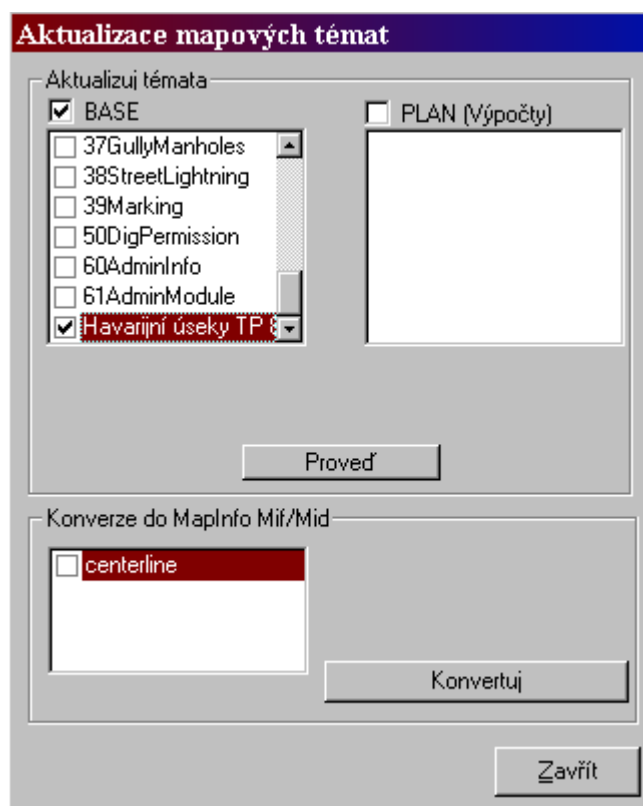 Aktualizace mapových témat
Aktualizuj témata
BASE
37GullyManholes
38StreetLightning
39Marking
50DigPermission
60AdminInfo
61AdminModule
Havarijní úseky TP
PLAN (Výpočty)
Proveď
Konverze do MapInfo Mif/Mid
centerline
Konvertuj
Zavřít